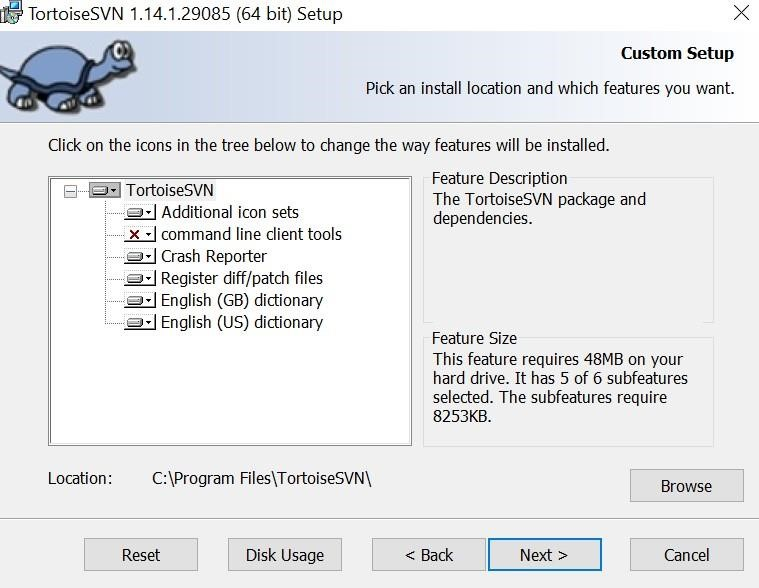 TortoiseSVN 1.14.1.29085 (64 bit) Setup
Custom Setup
Pick an install location and which features you want.
Click on the icons in the tree below to change the way features will be installed.
TortoiseSVN
Additional icon sets
command line client tools
Crash Reporter
Register diff/patch files
English (GB) dictionary
English (US) dictionary
Feature Description
The TortoiseSVN package and
dependencies.
Feature Size
This feature requires 48MB on your
hard drive. It has 5 of 6 subfeatures
selected. The subfeatures require
8253KB.
Location: C:\Program Files\TortoiseSVN\
Browse
Reset Disk Usage < Back Next > Cancel